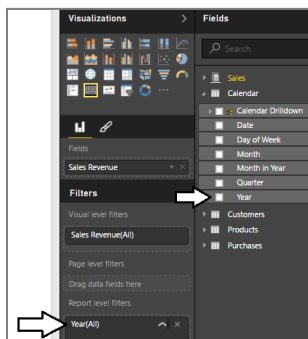 Visualizations >
Fields
Sales Revenue
Filters
Visual level filters
Sales Revenue(All)
Page level filters
Drag data fields here
Report level filters
Year(All)
Fields
Search
Sales
Calendar
Calendar Drilldown
Date
Day of Week
Month
Month in Year
Quarter
Year
Customers
Products
Purchases